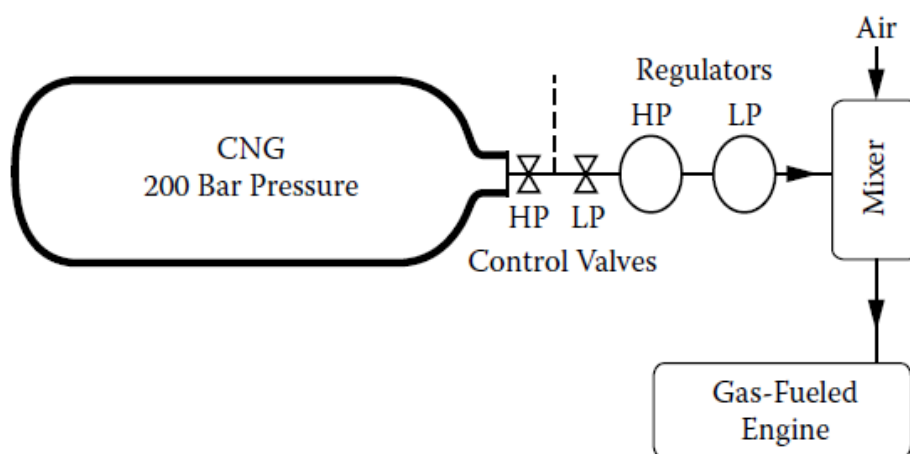 Air
Regulators
HP
LP
CNG
200 Bar Pressure
Mixer
HP
LP
Control Valves
Gas-Fueled
Engine